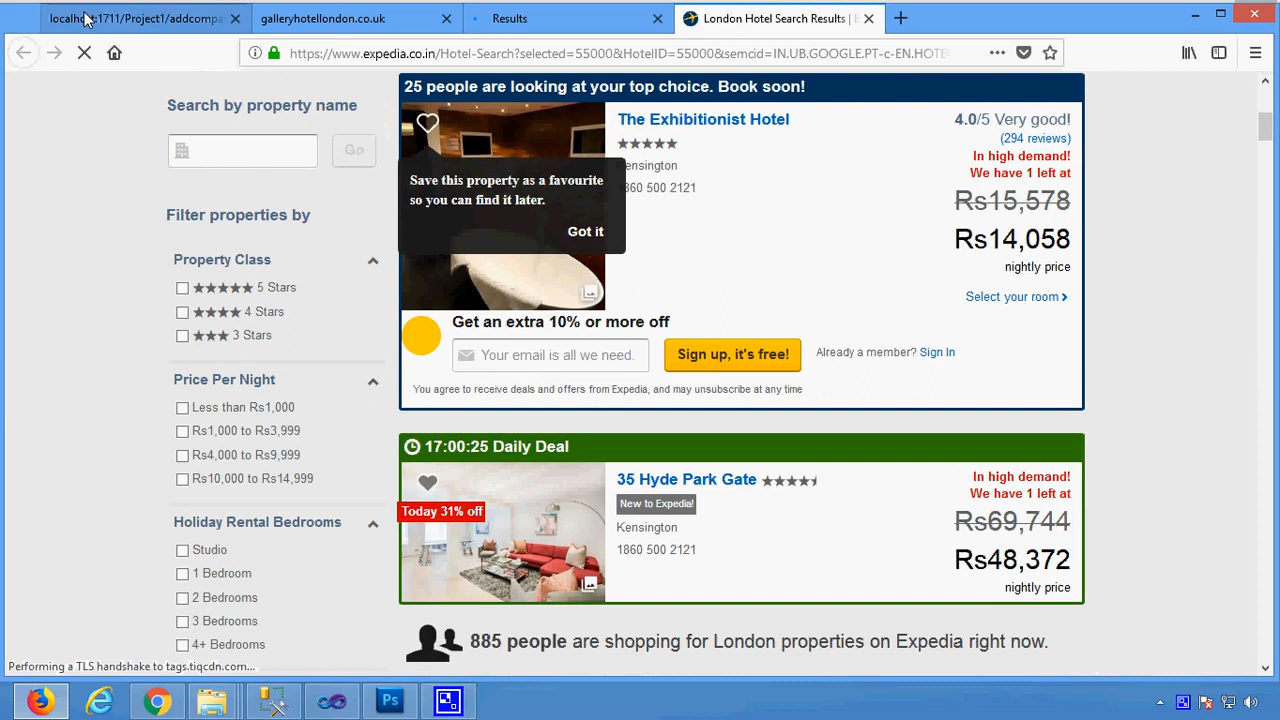 localhost:1711/Project1/addcompa
galleryhotellondon.co.uk
Results
London Hotel Search Results |
https://www.expedia.co.in/Hotel-Search?selected=55000&HotelID=55000&semcid=IN.UB.GOOGLE.PT-c-EN.HOTE
Search by property name
Go
Filter properties by
Property Class
★★★★★ 5 Stars
★★★★ 4 Stars
★★★ 3 Stars
Price Per Night
Less than Rs1,000
Rs1,000 to Rs3,999
Rs4,000 to Rs9,999
Rs10,000 to Rs14,999
Holiday Rental Bedrooms
Studio
1 Bedroom
2 Bedrooms
3 Bedrooms
4+ Bedrooms
25 people are looking at your top choice. Book soon!
The Exhibitionist Hotel
★★★★★
ensington
860 500 2121
Save this property as a favourite
so you can find it later.
Got it
4.0/5 Very good!
(294 reviews)
In high demand!
We have 1 left at
Rs15,578
Rs14,058
nightly price
Select your room
Get an extra 10% or more off
Your email is all we need.
Sign up, it's free!
Already a member? Sign In
You agree to receive deals and offers from Expedia, and may unsubscribe at any time
17:00:25 Daily Deal
Today 31% off
35 Hyde Park Gate
New to Expedia!
Kensington
1860 500 2121
In high demand!
We have 1 left at
Rs69,744
Rs48,372
nightly price
885 people are shopping for London properties on Expedia right now.
Performing a TLS handshake to tags.tiqcdn.com...
Ps